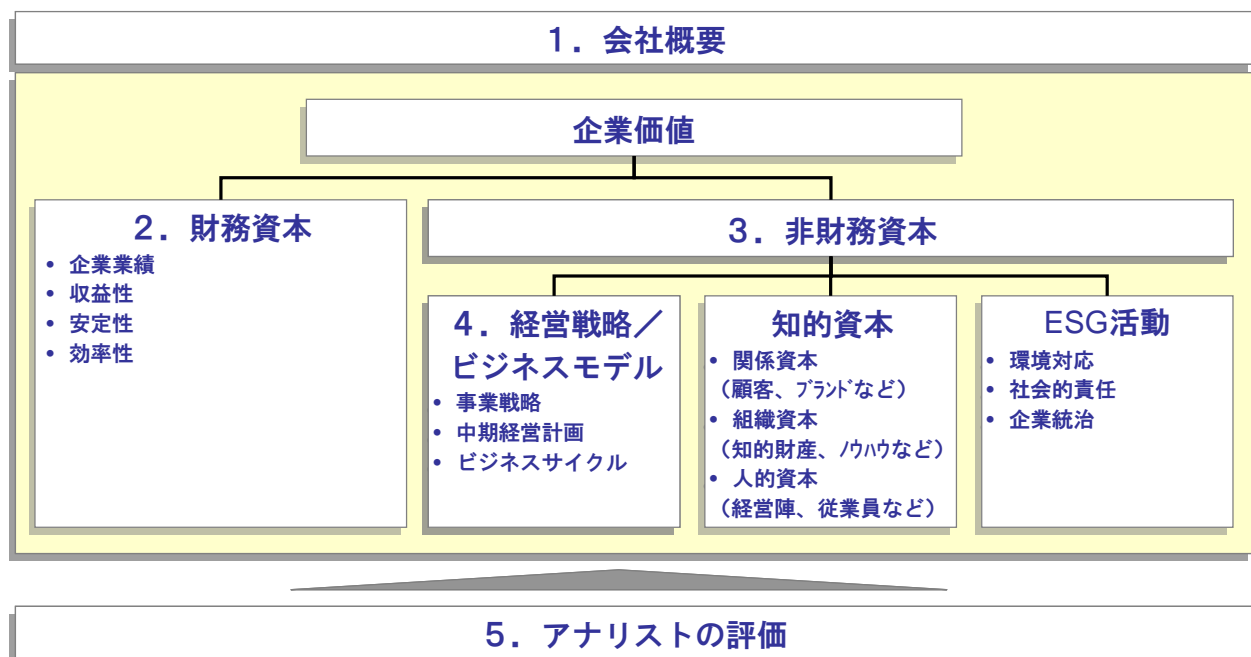 １．会社概要
企業価値
２．財務資本
• 企業業績
• 収益性
• 安定性
• 効率性
３．非財務資本
４．経営戦略／
ビジネスモデル
• 事業戦略
• 中期経営計画
• ビジネスサイクル
知的資本
• 関係資本
（顧客、ﾌﾞﾗﾝﾄﾞなど）
• 組織資本
（知的財産、ﾉｳﾊｳなど）
• 人的資本
（経営陣、従業員など）
ESG活動
• 環境対応
• 社会的責任
• 企業統治
５．アナリストの評価